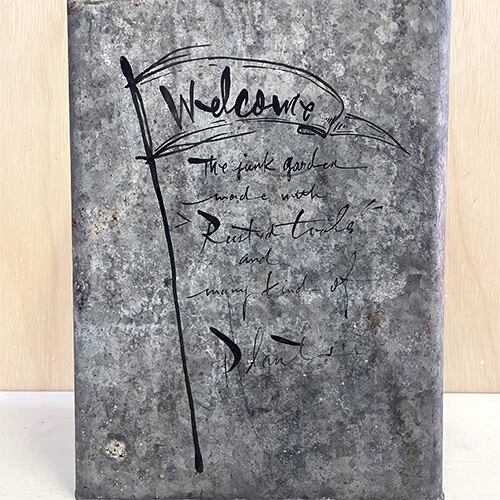 Welcome
The junk garden
made with
"Rusted tools"
and
many kind of
Plants